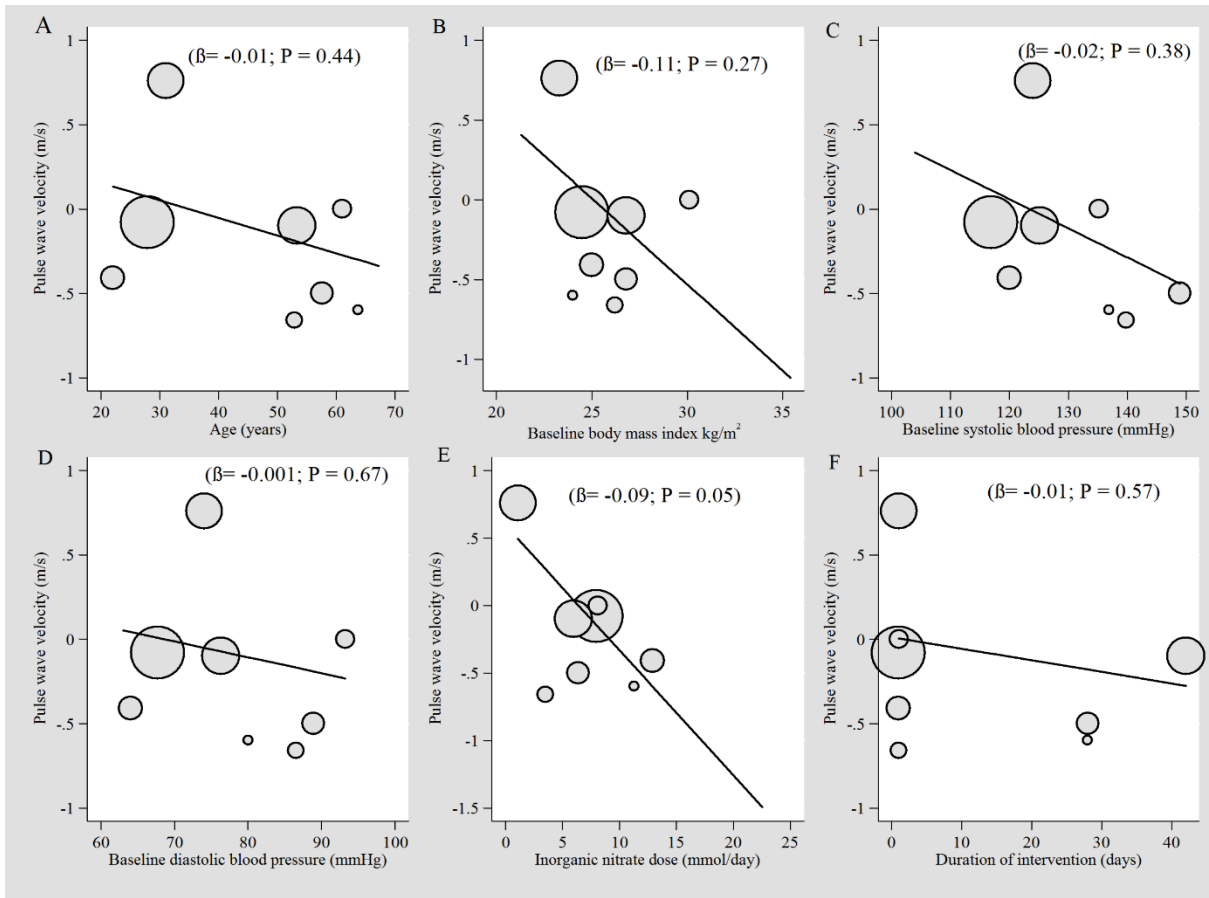 A
(ß= -0.01; P = 0.44)
Pulse wave velocity (m/s)
1
.5
0
-.5
-1
20 30 40 50 60 70
Age (years)
B
(ß= -0.11; P = 0.27)
Pulse wave velocity (m/s)
1
.5
0
-.5
-1
20 25 30 35
Baseline body mass index kg/m²
C
(ß= -0.02; P = 0.38)
Pulse wave velocity (m/s)
1
.5
0
-.5
-1
100 110 120 130 140 150
Baseline systolic blood pressure (mmHg)
D
(ß= -0.001; P = 0.67)
Pulse wave velocity (m/s)
1
.5
0
-.5
-1
60 70 80 90 100
Baseline diastolic blood pressure (mmHg)
E
(ß= -0.09; P = 0.05)
Pulse wave velocity (m/s)
1
.5
0
-.5
-1
-1.5
0 5 10 15 20 25
Inorganic nitrate dose (mmol/day)
F
(ß= -0.01; P = 0.57)
Pulse wave velocity (m/s)
1
.5
0
-.5
-1
0 10 20 30 40
Duration of intervention (days)